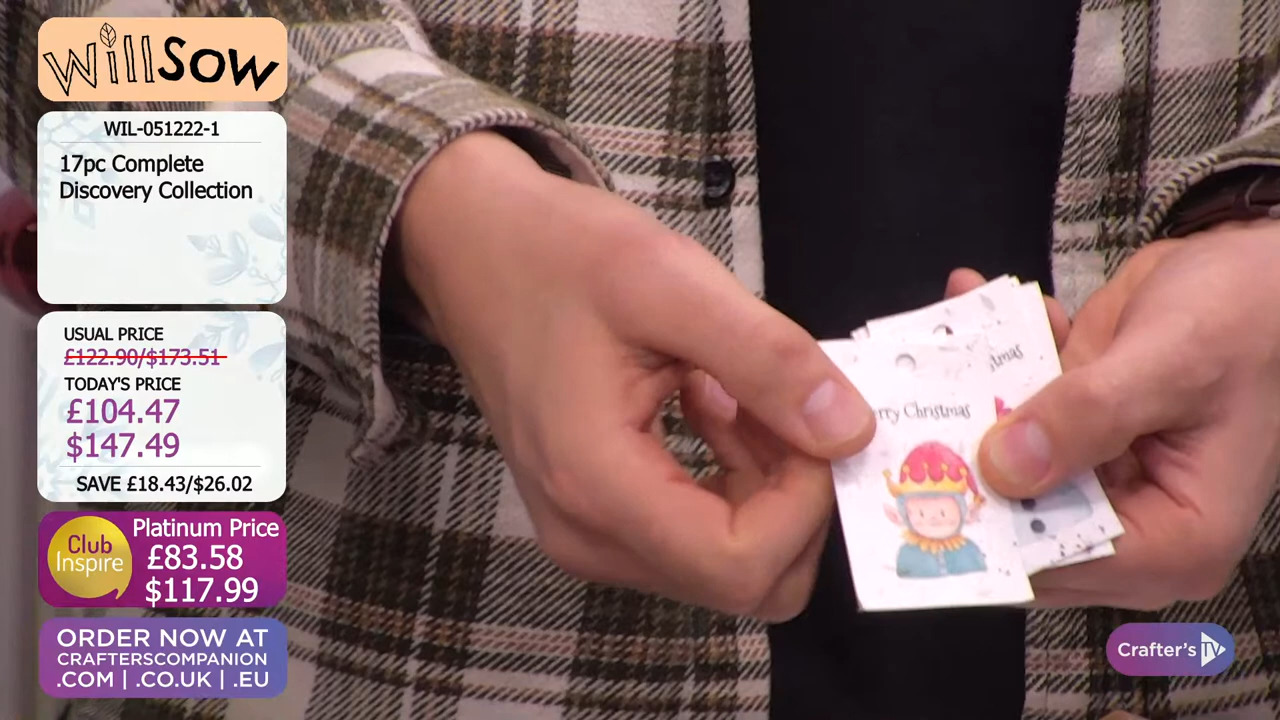 willsow
WIL-051222-1
17pc Complete
Discovery Collection
USUAL PRICE
£122.90/$173.51
TODAY'S PRICE
£104.47
$147.49
SAVE £18.43/$26.02
Club
Inspire
Platinum Price
£83.58
$117.99
ORDER NOW AT
CRAFTERSCOMPANION
.COM | .CO.UK | .EU
erry Christmas
tmas
Crafter's TV